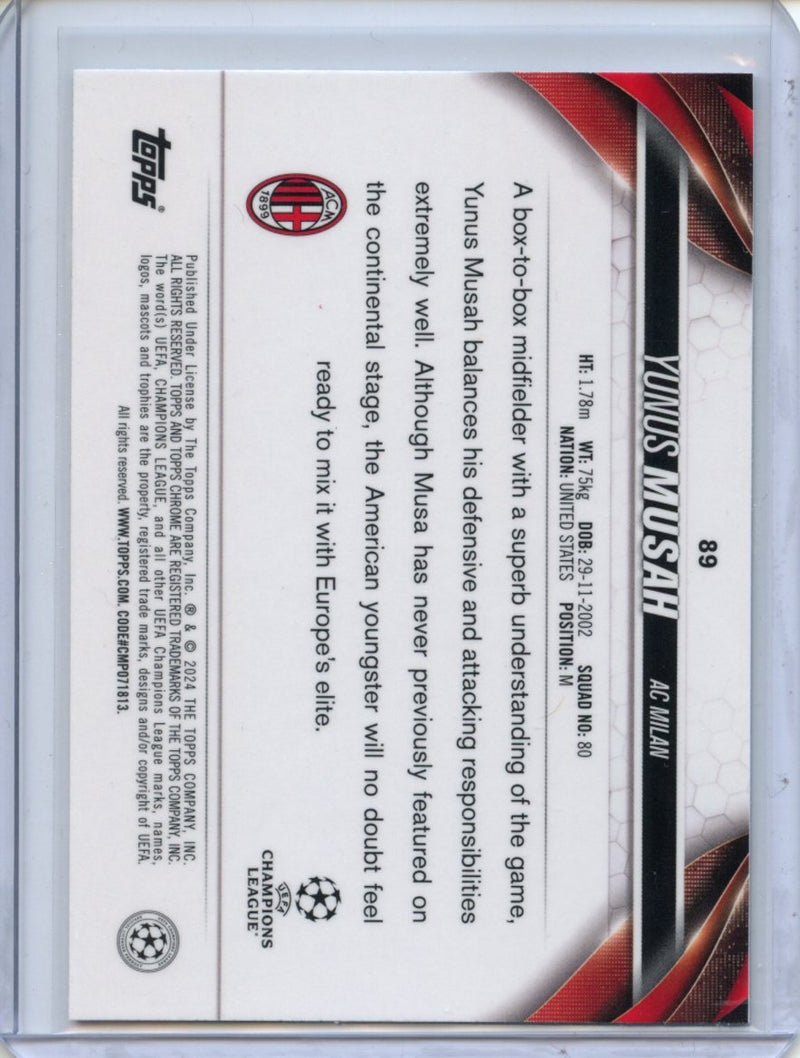 89
YUNUS MUSAH AC MILAN
HT: 1.78m WT: 75kg DOB: 29-11-2002 SQUAD NO: 80
NATION: UNITED STATES POSITION: M
A box-to-box midfielder with a superb understanding of the game,
Yunus Musah balances his defensive and attacking responsibilities
extremely well. Although Musa has never previously featured on
the continental stage, the American youngster will no doubt feel
ready to mix it with Europe's elite.
ACM
1899
UEFA
CHAMPIONS
LEAGUE®
topps®
Published Under License by The Topps Company, Inc. ® & © 2024 THE TOPPS COMPANY, INC.
ALL RIGHTS RESERVED. TOPPS AND TOPPS CHROME ARE REGISTERED TRADEMARKS OF THE TOPPS COMPANY, INC.
The word(s) UEFA, CHAMPIONS LEAGUE, and all other UEFA Champions League marks, names,
logos, mascots and trophies are the property, registered trade marks, designs and/or copyright of UEFA.
All rights reserved. WWW.TOPPS.COM. CODE#CMP071813.